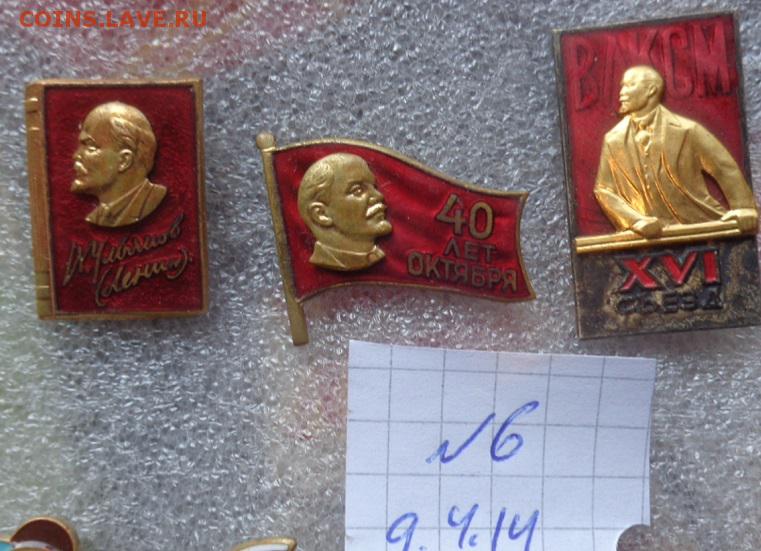 COINS.LAVE.RU
В. Ульянов
(Ленин)
40
ЛЕТ
ОКТЯБРЯ
ВЛКСМ
XVI
СЪЕЗД
№6
9.4.14